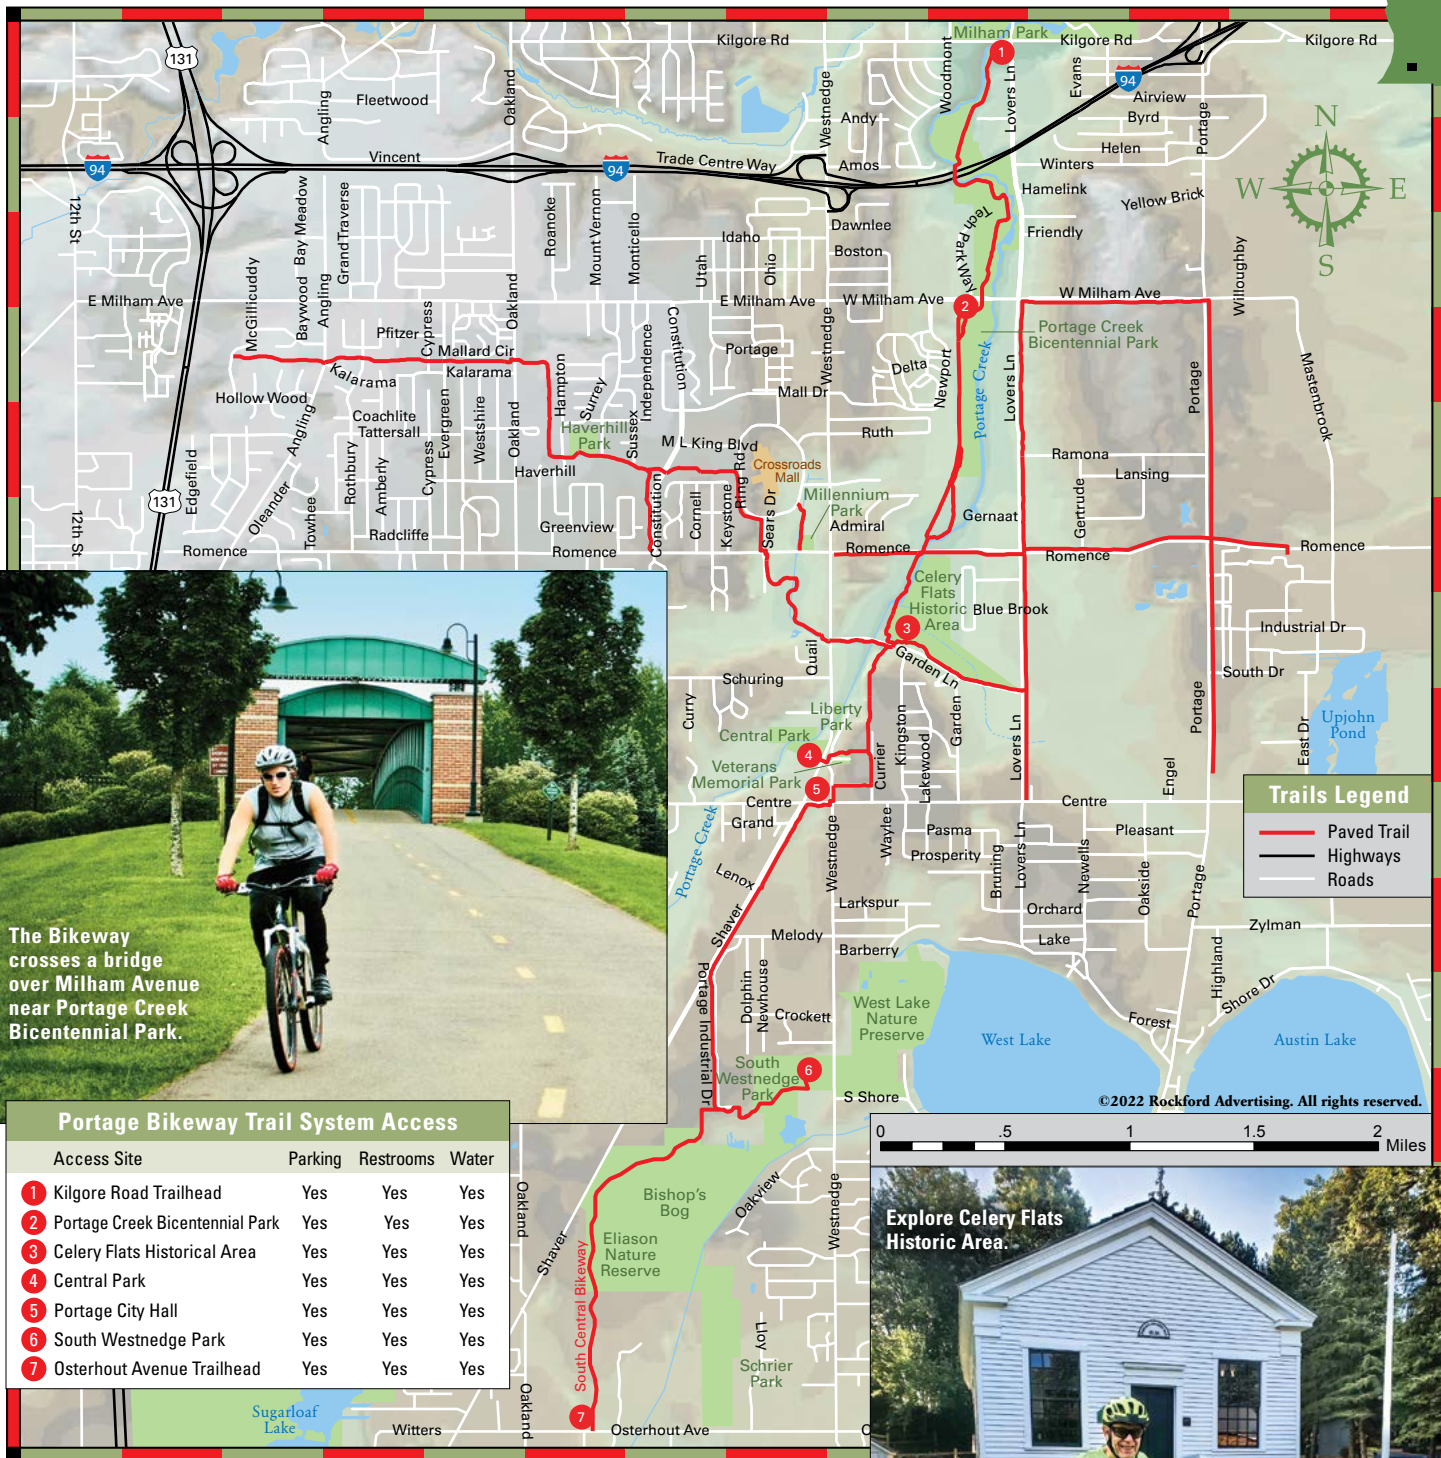 Kilgore Rd
Milham Park
Kilgore Rd
Kilgore Rd
1
131
Woodmont
Lovers Ln
Evans
94
Airview
Byrd
Portage
Fleetwood
Angling
Oakland
Westnedge
Andy
Helen
N
Vincent
94
94
Trade Centre Way
Amos
Winters
Hamelink
Yellow Brick
W
E
S
12th St
Bay Meadow
Grand Traverse
Roanoke
Mount Vernon
Monticello
Dawnlee
Tech Park Way
Friendly
Idaho
Boston
Utah
Ohio
Willoughby
McGillicuddy
Baywood
Angling
Oakland
E Milham Ave
E Milham Ave
W Milham Ave
W Milham Ave
2
Cypress
Pfitzer
Independence
Constitution
Westnedge
Portage Creek
Bicentennial Park
Mallard Cir
Portage
Kalarama
Kalarama
Hampton
Delta
Newport
Portage Creek
Lovers Ln
Portage
Mastenbrook
Hollow Wood
Surrey
Mall Dr
Coachlite
Tattersall
Angling
Evergreen
Westshire
Oakland
Haverhill
Park
Sussex
M L King Blvd
Ruth
Edgefield
Rothbury
Amberly
Cypress
Haverhill
Ring Rd
Crossroads
Mall
Ramona
Lansing
131
Oleander
Towhee
Constitution
Cornell
Keystone
Sears Dr
Millennium
Park
Admiral
Gernaat
Gertrude
12th St
Radcliffe
Greenview
Romence
Romence
Romence
Romence
Romence
Celery
Flats
Historic
Area
Blue Brook
3
Industrial Dr
Quail
Garden Ln
South Dr
Schuring
Curry
Liberty
Park
Kingston
Garden
Portage
Upjohn
Pond
Central Park
4
Veterans
Memorial Park
Currier
Lakewood
Lovers Ln
Engel
East Dr
5
Centre
Centre
Grand
Portage Creek
Westnedge
Waylee
Pasma
Pleasant
Prosperity
Trails Legend
Paved Trail
Highways
Roads
Lenox
Bruning
Lovers Ln
Newells
Oakside
Portage
Larkspur
Orchard
Shaver
Melody
Barberry
Lake
Zylman
Portage Industrial Dr
Dolphin
Newhouse
Highland
Shore Dr
Crockett
West Lake
Nature
Preserve
West Lake
Forest
Austin Lake
South
Westnedge
Park
6
S Shore
The Bikeway
crosses a bridge
over Milham Avenue
near Portage Creek
Bicentennial Park.
©2022 Rockford Advertising. All rights reserved.
0 .5 1 1.5 2 Miles
Portage Bikeway Trail System Access
Access Site Parking Restrooms Water
1 Kilgore Road Trailhead Yes Yes Yes
2 Portage Creek Bicentennial Park Yes Yes Yes
3 Celery Flats Historical Area Yes Yes Yes
4 Central Park Yes Yes Yes
5 Portage City Hall Yes Yes Yes
6 South Westnedge Park Yes Yes Yes
7 Osterhout Avenue Trailhead Yes Yes Yes
Oakland
Shaver
Bishop's
Bog
Oakview
Westnedge
Eliason
Nature
Reserve
South Central Bikeway
Lloy
Schrier
Park
Oakland
7
Sugarloaf
Lake
Witters
Osterhout Ave
Explore Celery Flats
Historic Area.